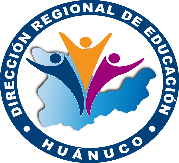 DIRECCIÓN REGIONAL DE EDUCACIÓN
• HUÁNUCO •